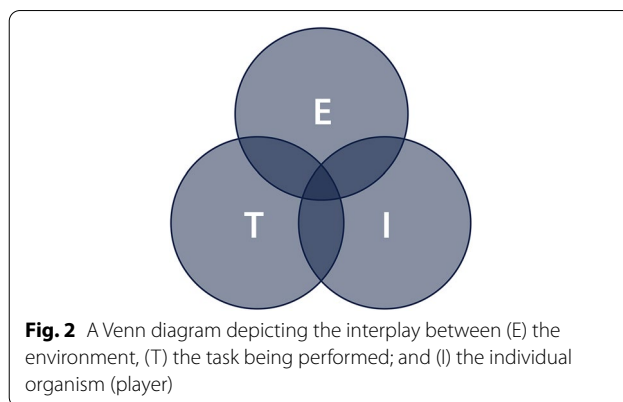 E
T I
Fig. 2 A Venn diagram depicting the interplay between (E) the
environment, (T) the task being performed; and (I) the individual
organism (player)